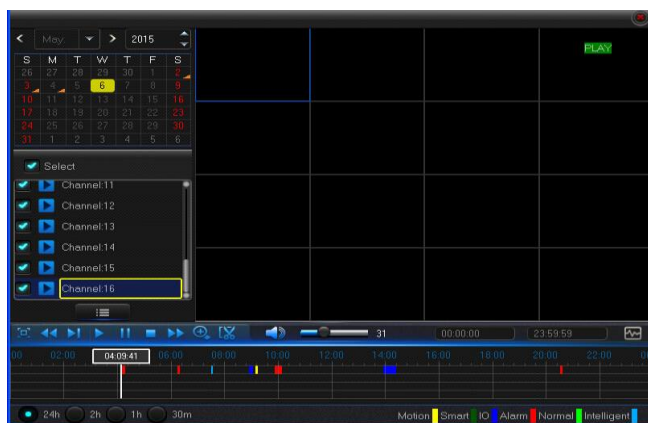 < May > 2015
PLAY
S M T W T F S
26 27 28 29 30 1 2
3 4 5 6 7 8 9
10 11 12 13 14 15 16
17 18 19 20 21 22 23
24 25 26 27 28 29 30
31 1 2 3 4 5 6
Select
Channel:11
Channel:12
Channel:13
Channel:14
Channel:15
Channel:16
31 00:00:00 23:59:59
00 02:00 04:09:41 06:00 08:00 10:00 12:00 14:00 16:00 18:00 20:00 22:00 0
24h 2h 1h 30m Motion Smart IO Alarm Normal Intelligent